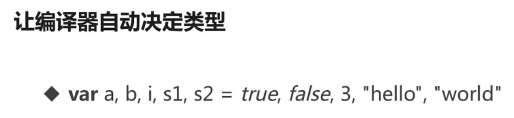 让编译器自动决定类型
◆ var a, b, i, s1, s2 = true, false, 3, "hello", "world"